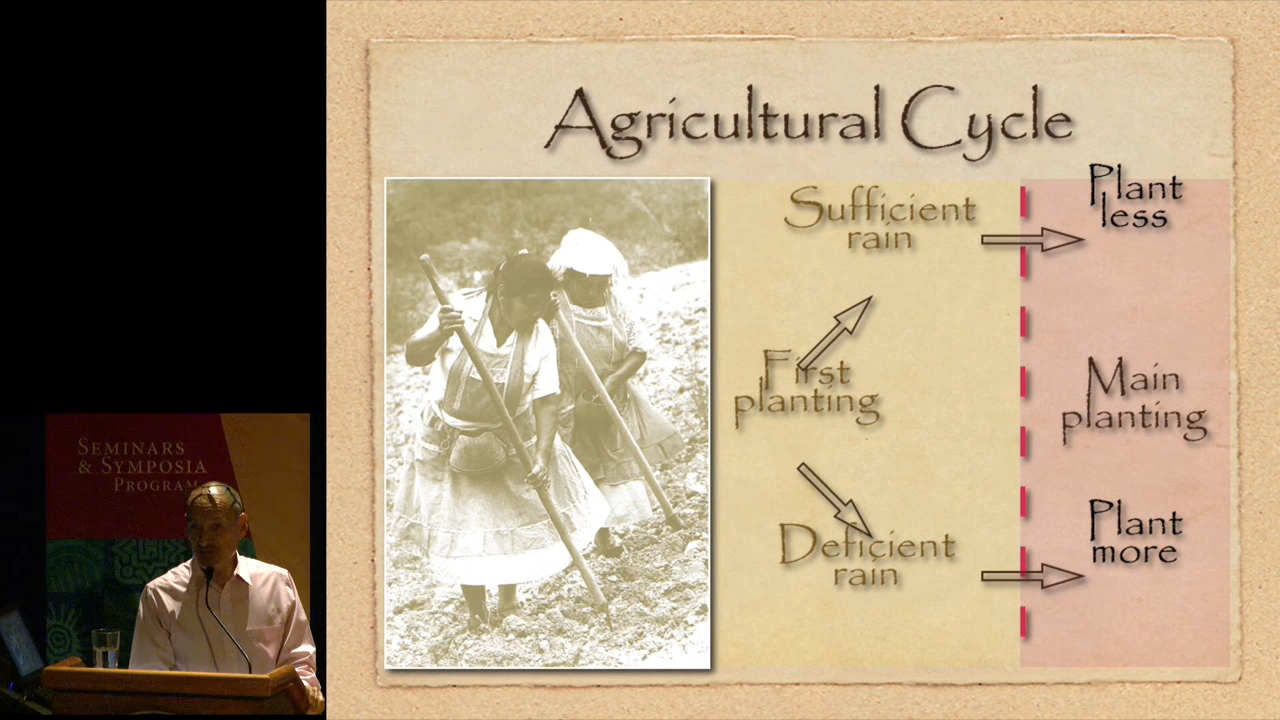 Agricultural Cycle
Sufficient
rain
Plant
less
First
planting
Main
planting
Deficient
rain
Plant
more
SEMINARS
& SYMPOSIA
PROGRAM